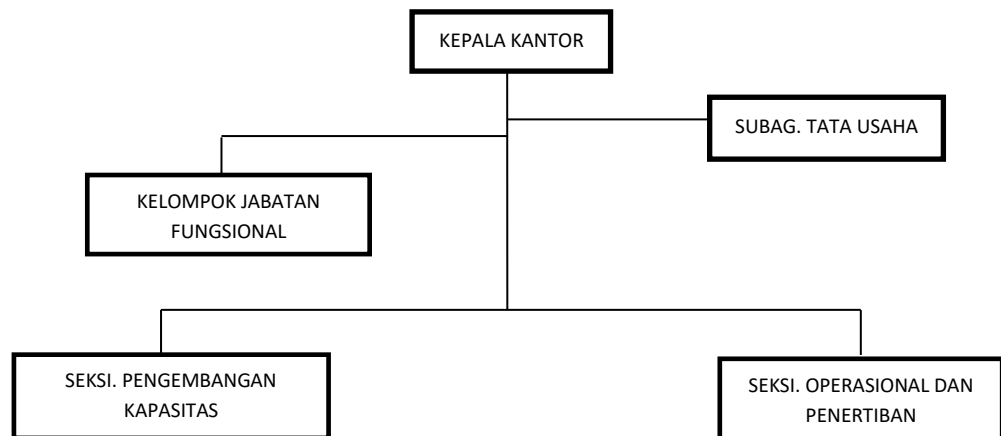 KEPALA KANTOR
SUBAG. TATA USAHA
KELOMPOK JABATAN
FUNGSIONAL
SEKSI. PENGEMBANGAN
KAPASITAS
SEKSI. OPERASIONAL DAN
PENERTIBAN